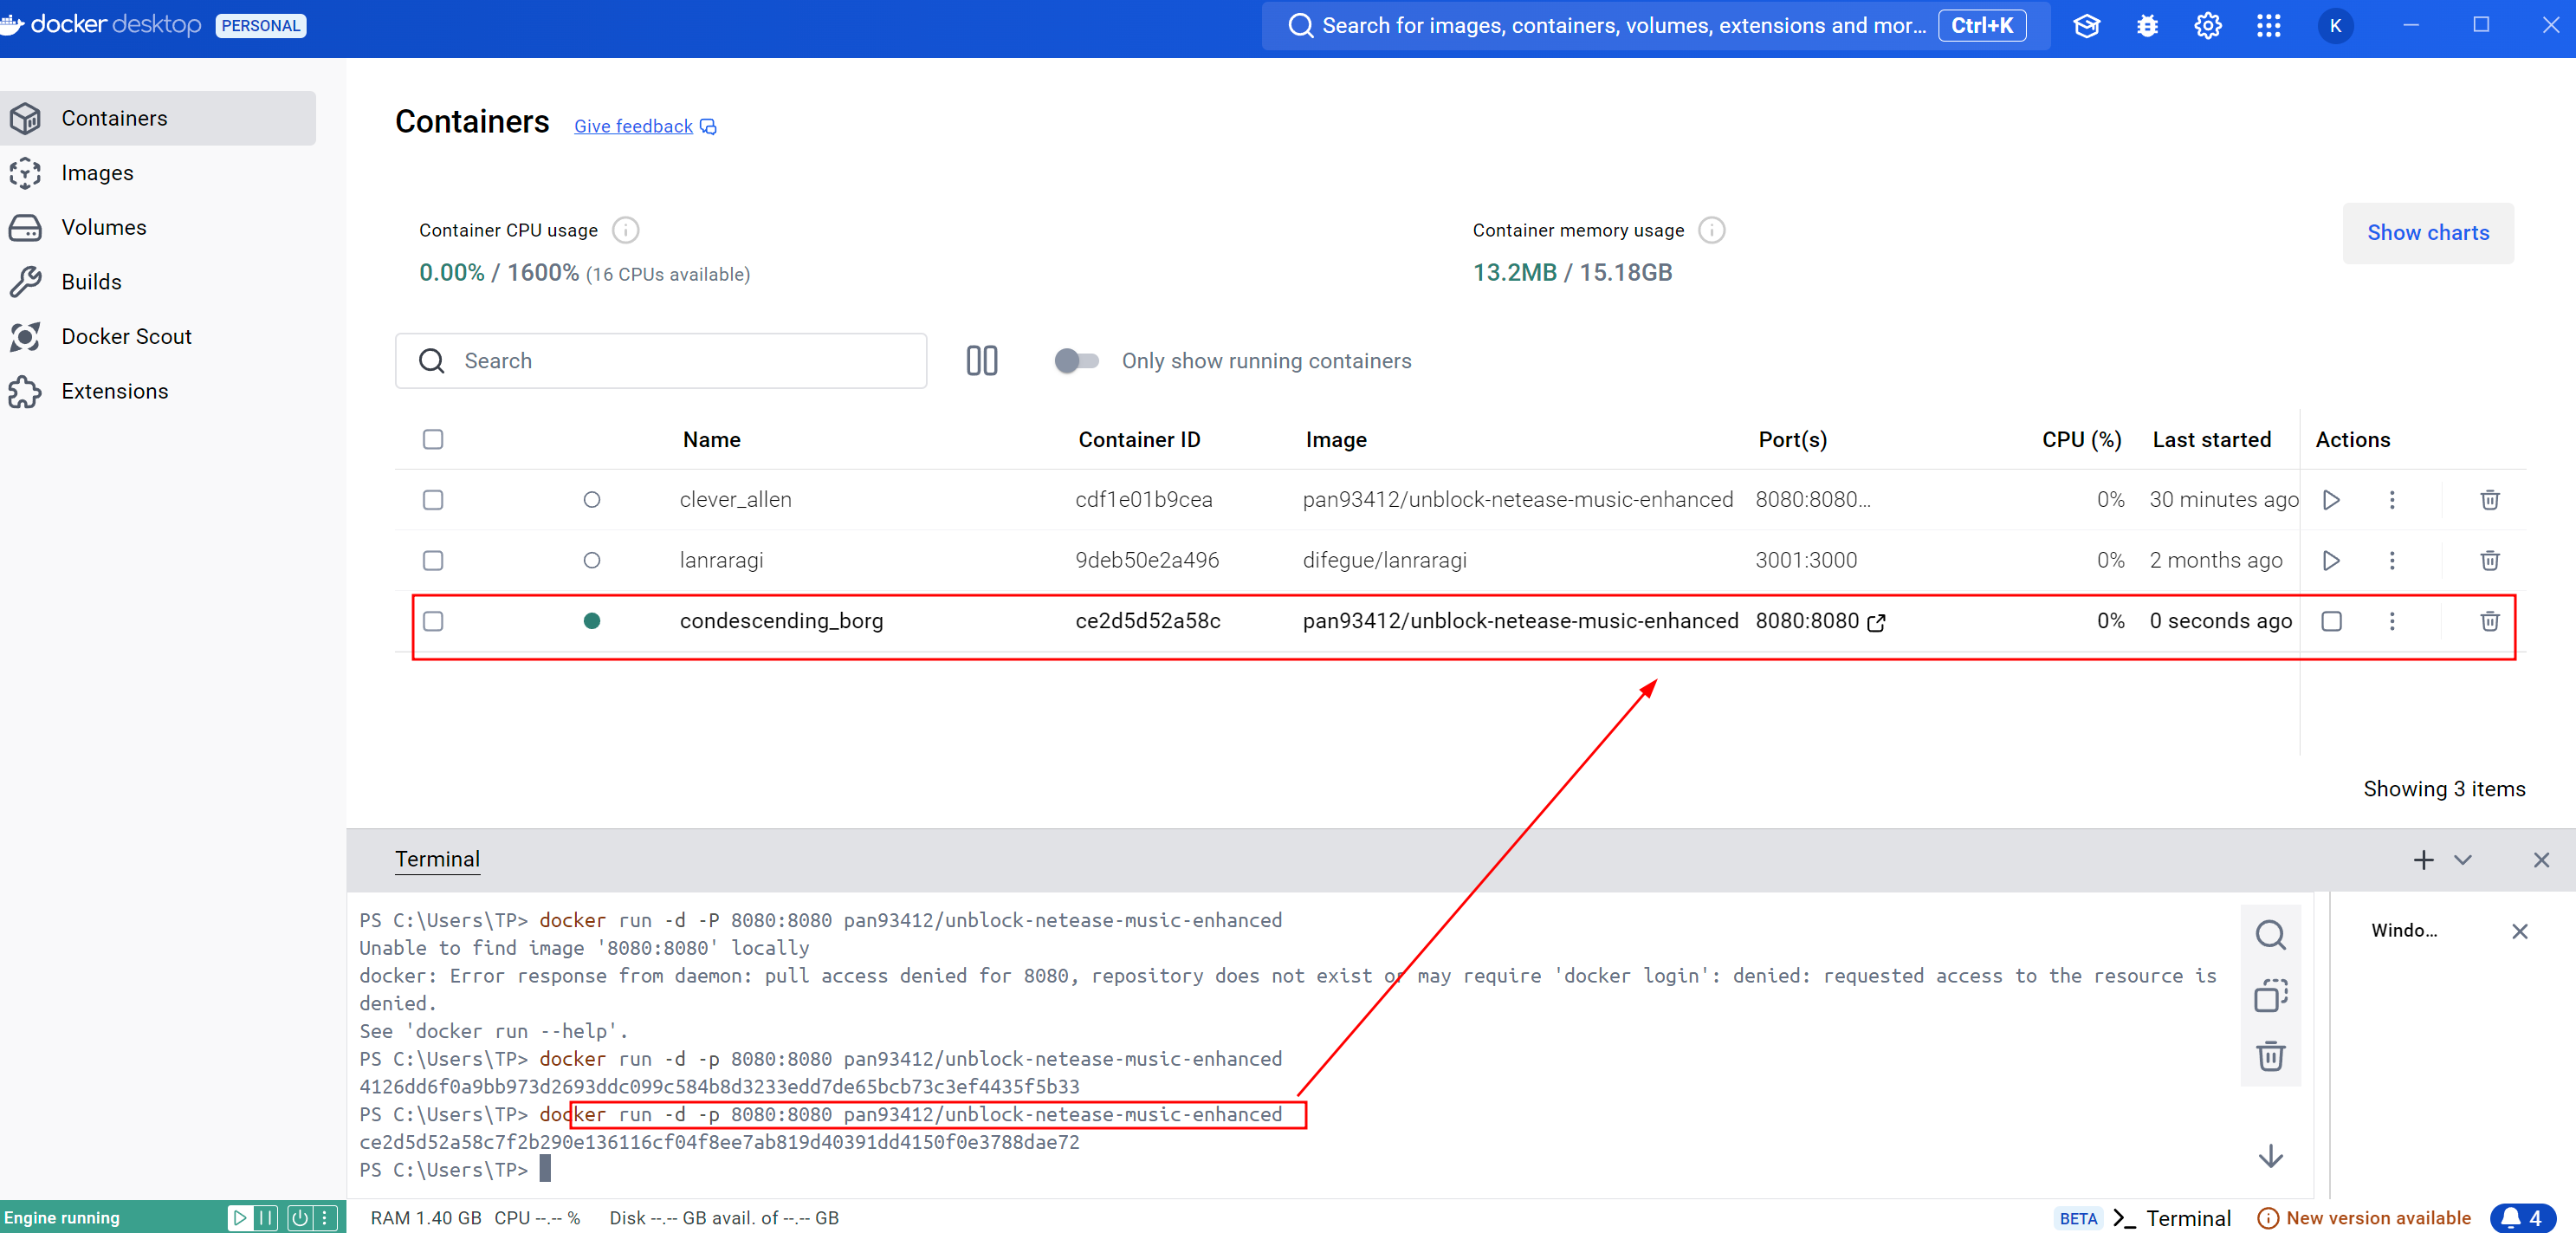 docker desktop PERSONAL
Search for images, containers, volumes, extensions and mor... Ctrl+K
K
Containers
Images
Volumes
Builds
Docker Scout
Extensions
Containers Give feedback
Container CPU usage
0.00% / 1600% (16 CPUs available)
Container memory usage
13.2MB / 15.18GB
Show charts
Search
Only show running containers
Name Container ID Image Port(s) CPU (%) Last started Actions
clever_allen cdf1e01b9cea pan93412/unblock-netease-music-enhanced 8080:8080... 0% 30 minutes ago
lanraragi 9deb50e2a496 difegue/lanraragi 3001:3000 0% 2 months ago
condescending_borg ce2d5d52a58c pan93412/unblock-netease-music-enhanced 8080:8080 0% 0 seconds ago
Showing 3 items
Terminal
PS C:\Users\TP> docker run -d -P 8080:8080 pan93412/unblock-netease-music-enhanced
Unable to find image '8080:8080' locally
docker: Error response from daemon: pull access denied for 8080, repository does not exist or may require 'docker login': denied: requested access to the resource is
denied.
See 'docker run --help'.
PS C:\Users\TP> docker run -d -p 8080:8080 pan93412/unblock-netease-music-enhanced
4126dd6f0a9bb973d2693ddc099c584b8d3233edd7de65bcb73c3ef4435f5b33
PS C:\Users\TP> docker run -d -p 8080:8080 pan93412/unblock-netease-music-enhanced
ce2d5d52a58c7f2b290e136116cf04f8ee7ab819d40391dd4150f0e3788dae72
PS C:\Users\TP>
Windo...
Engine running
RAM 1.40 GB CPU --.-- % Disk --.-- GB avail. of --.-- GB
BETA Terminal New version available 4